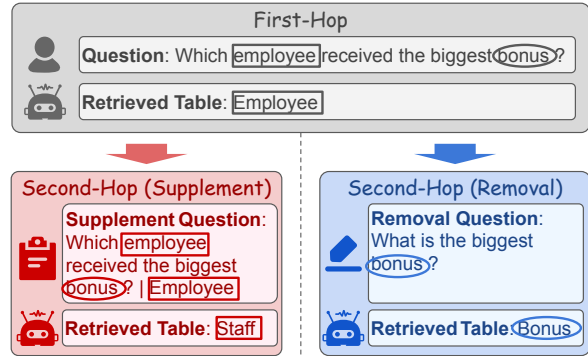 First-Hop
Question: Which employee received the biggest bonus ?
Retrieved Table: Employee
Second-Hop (Supplement)
Supplement Question:
Which employee
received the biggest
bonus ? | Employee
Retrieved Table: Staff
Second-Hop (Removal)
Removal Question:
What is the biggest
bonus ?
Retrieved Table: Bonus